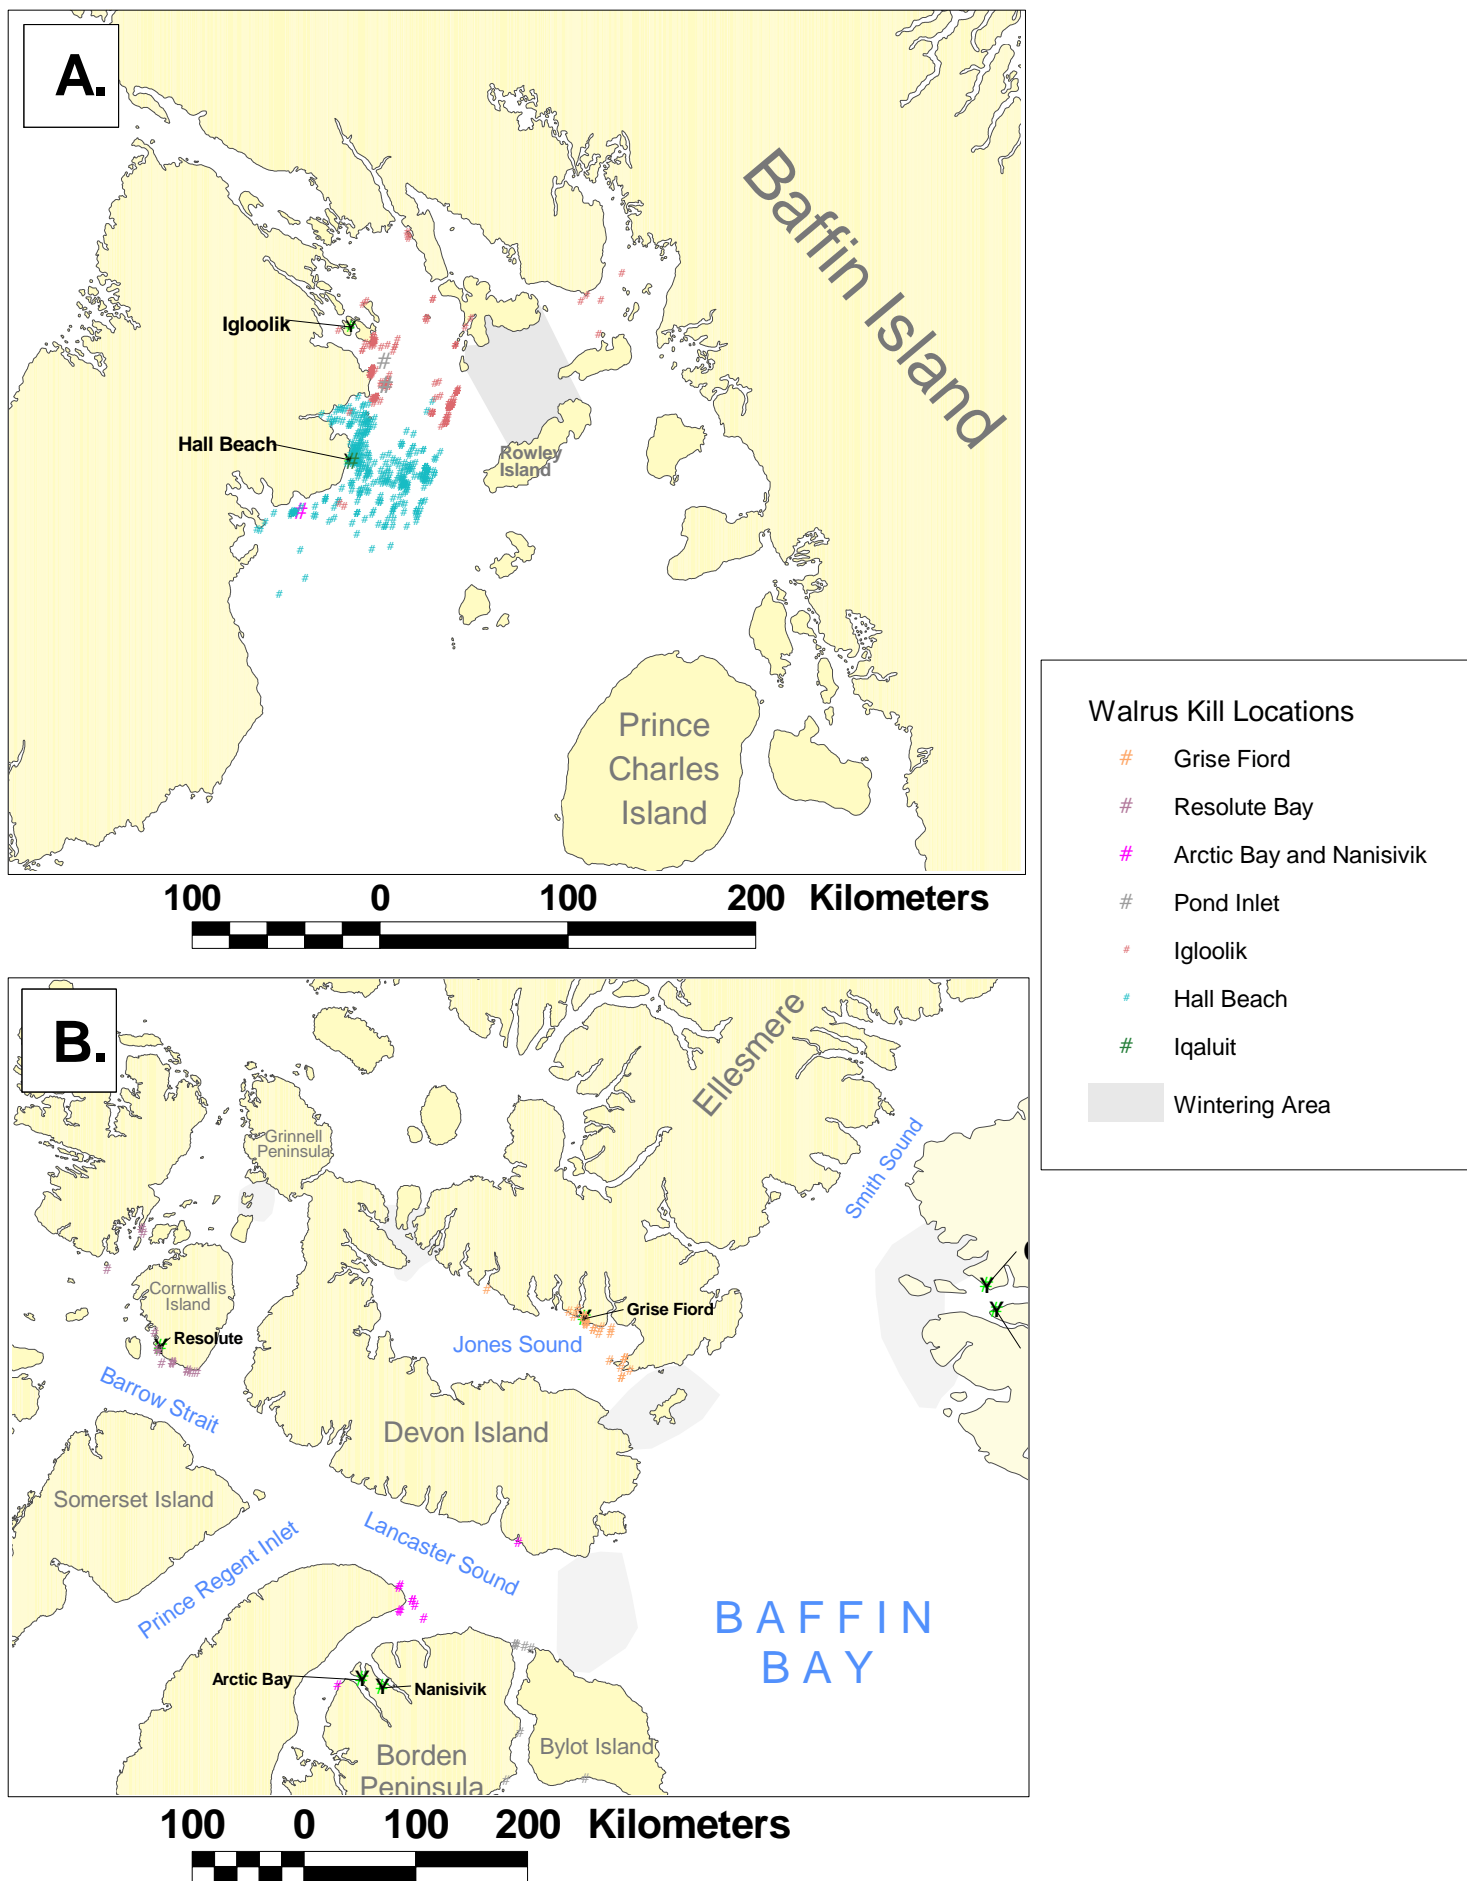 A.
Baffin Island
Igloolik
Hall Beach
Rowley
Island
Prince
Charles
Island
100 0 100 200 Kilometers
Walrus Kill Locations
# Grise Fiord
# Resolute Bay
# Arctic Bay and Nanisivik
# Pond Inlet
# Igloolik
# Hall Beach
# Iqaluit
Wintering Area
B.
Ellesmere
Grinnell
Peninsula
Smith Sound
Cornwallis
Island
Resolute
Grise Fiord
Jones Sound
Barrow Strait
Devon Island
Somerset Island
Lancaster Sound
Prince Regent Inlet
BAFFIN
BAY
Arctic Bay
Nanisivik
Bylot Island
Borden
Peninsula
100 0 100 200 Kilometers